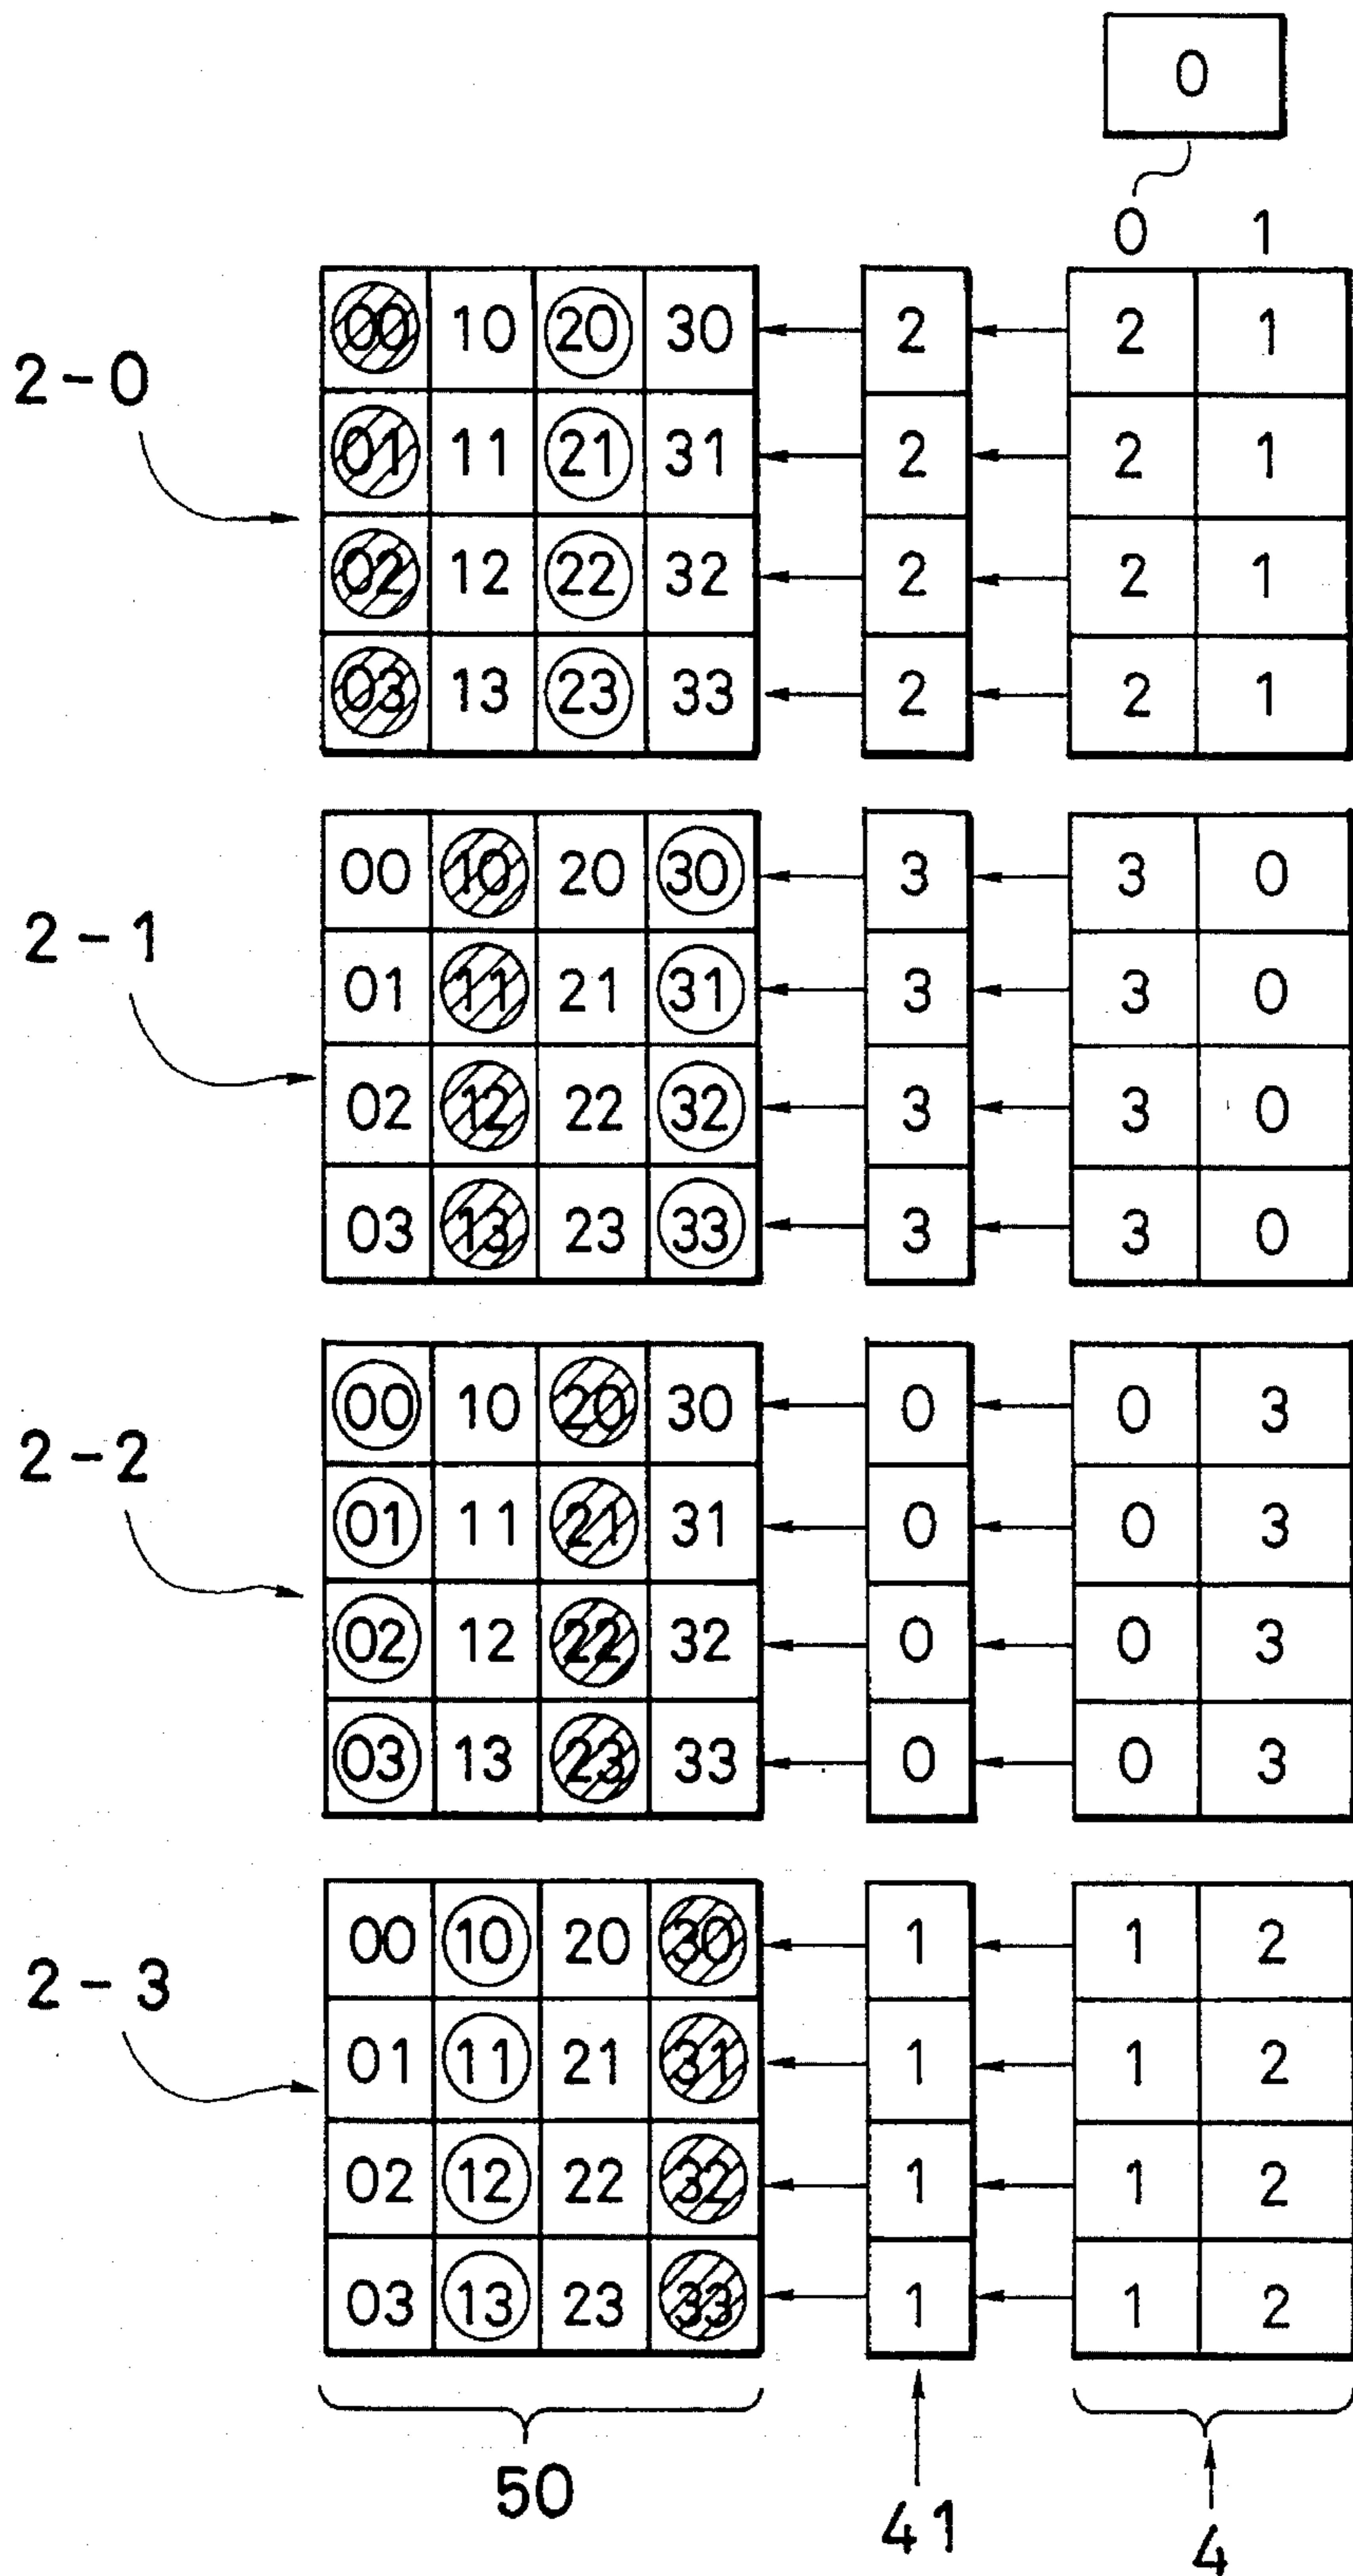 0
0 1
00 10 20 30 2 2 1
2-0
01 11 21 31 2 2 1
02 12 22 32 2 2 1
03 13 23 33 2 2 1
00 10 20 30 3 3 0
2-1
01 11 21 31 3 3 0
02 12 22 32 3 3 0
03 13 23 33 3 3 0
00 10 20 30 0 0 3
2-2
01 11 21 31 0 0 3
02 12 22 32 0 0 3
03 13 23 33 0 0 3
00 10 20 30 1 1 2
2-3
01 11 21 31 1 1 2
02 12 22 32 1 1 2
03 13 23 33 1 1 2
50
41
4